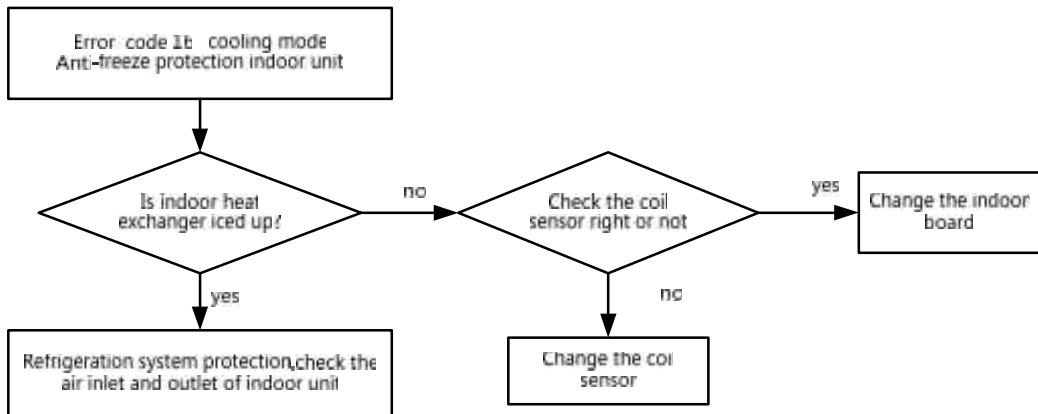 Error code 16 cooling mode
Anti-freeze protection indoor unit
Is indoor heat
exchanger iced up?
no
Check the coil
sensor right or not
yes
Change the indoor
board
yes
no
Refrigeration system protection,check the
air inlet and outlet of indoor unit
Change the coil
sensor